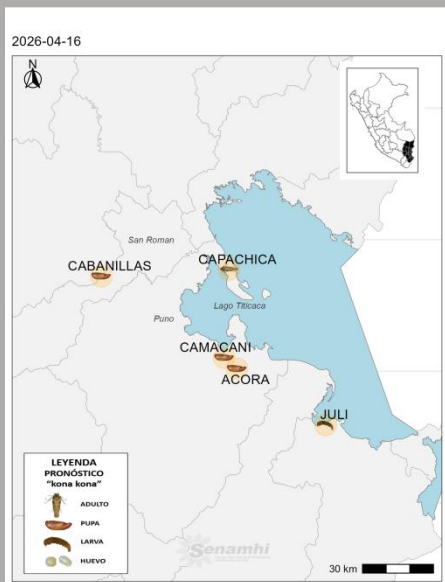 2026-04-16
N
San Roman
CABANILLAS
CAPACHICA
Lago Titicaca
Puno
CAMACANI
ACORA
JULI
LEYENDA
PRONÓSTICO
"kona kona"
ADULTO
PUPA
LARVA
HUEVO
Senamhi
30 km